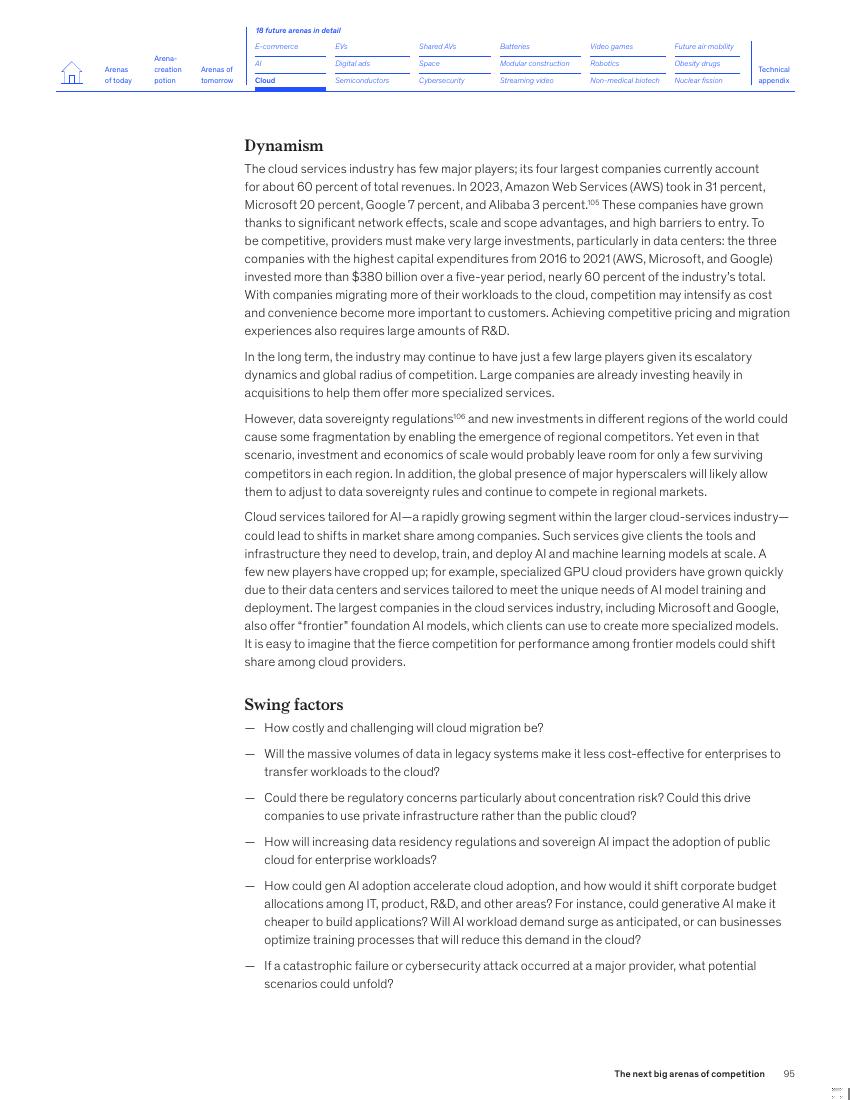 18 future arenas in detail
Arenas
of today
Arena-
creation
potion
Arenas of
tomorrow
E-commerce
EVs
Shared AVs
Batteries
Video games
Future air mobility
AI
Digital ads
Space
Modular construction
Robotics
Obesity drugs
Cloud
Semiconductors
Cybersecurity
Streaming video
Non-medical biotech
Nuclear fission
Technical
appendix
Dynamism
The cloud services industry has few major players; its four largest companies currently account
for about 60 percent of total revenues. In 2023, Amazon Web Services (AWS) took in 31 percent,
Microsoft 20 percent, Google 7 percent, and Alibaba 3 percent.105 These companies have grown
thanks to significant network effects, scale and scope advantages, and high barriers to entry. To
be competitive, providers must make very large investments, particularly in data centers: the three
companies with the highest capital expenditures from 2016 to 2021 (AWS, Microsoft, and Google)
invested more than $380 billion over a five-year period, nearly 60 percent of the industry's total.
With companies migrating more of their workloads to the cloud, competition may intensify as cost
and convenience become more important to customers. Achieving competitive pricing and migration
experiences also requires large amounts of R&D.
In the long term, the industry may continue to have just a few large players given its escalatory
dynamics and global radius of competition. Large companies are already investing heavily in
acquisitions to help them offer more specialized services.
However, data sovereignty regulations106 and new investments in different regions of the world could
cause some fragmentation by enabling the emergence of regional competitors. Yet even in that
scenario, investment and economics of scale would probably leave room for only a few surviving
competitors in each region. In addition, the global presence of major hyperscalers will likely allow
them to adjust to data sovereignty rules and continue to compete in regional markets.
Cloud services tailored for AI—a rapidly growing segment within the larger cloud-services industry—
could lead to shifts in market share among companies. Such services give clients the tools and
infrastructure they need to develop, train, and deploy AI and machine learning models at scale. A
few new players have cropped up; for example, specialized GPU cloud providers have grown quickly
due to their data centers and services tailored to meet the unique needs of AI model training and
deployment. The largest companies in the cloud services industry, including Microsoft and Google,
also offer “frontier” foundation AI models, which clients can use to create more specialized models.
It is easy to imagine that the fierce competition for performance among frontier models could shift
share among cloud providers.
Swing factors
— How costly and challenging will cloud migration be?
— Will the massive volumes of data in legacy systems make it less cost-effective for enterprises to
transfer workloads to the cloud?
— Could there be regulatory concerns particularly about concentration risk? Could this drive
companies to use private infrastructure rather than the public cloud?
— How will increasing data residency regulations and sovereign AI impact the adoption of public
cloud for enterprise workloads?
— How could gen AI adoption accelerate cloud adoption, and how would it shift corporate budget
allocations among IT, product, R&D, and other areas? For instance, could generative AI make it
cheaper to build applications? Will AI workload demand surge as anticipated, or can businesses
optimize training processes that will reduce this demand in the cloud?
— If a catastrophic failure or cybersecurity attack occurred at a major provider, what potential
scenarios could unfold?
The next big arenas of competition 95